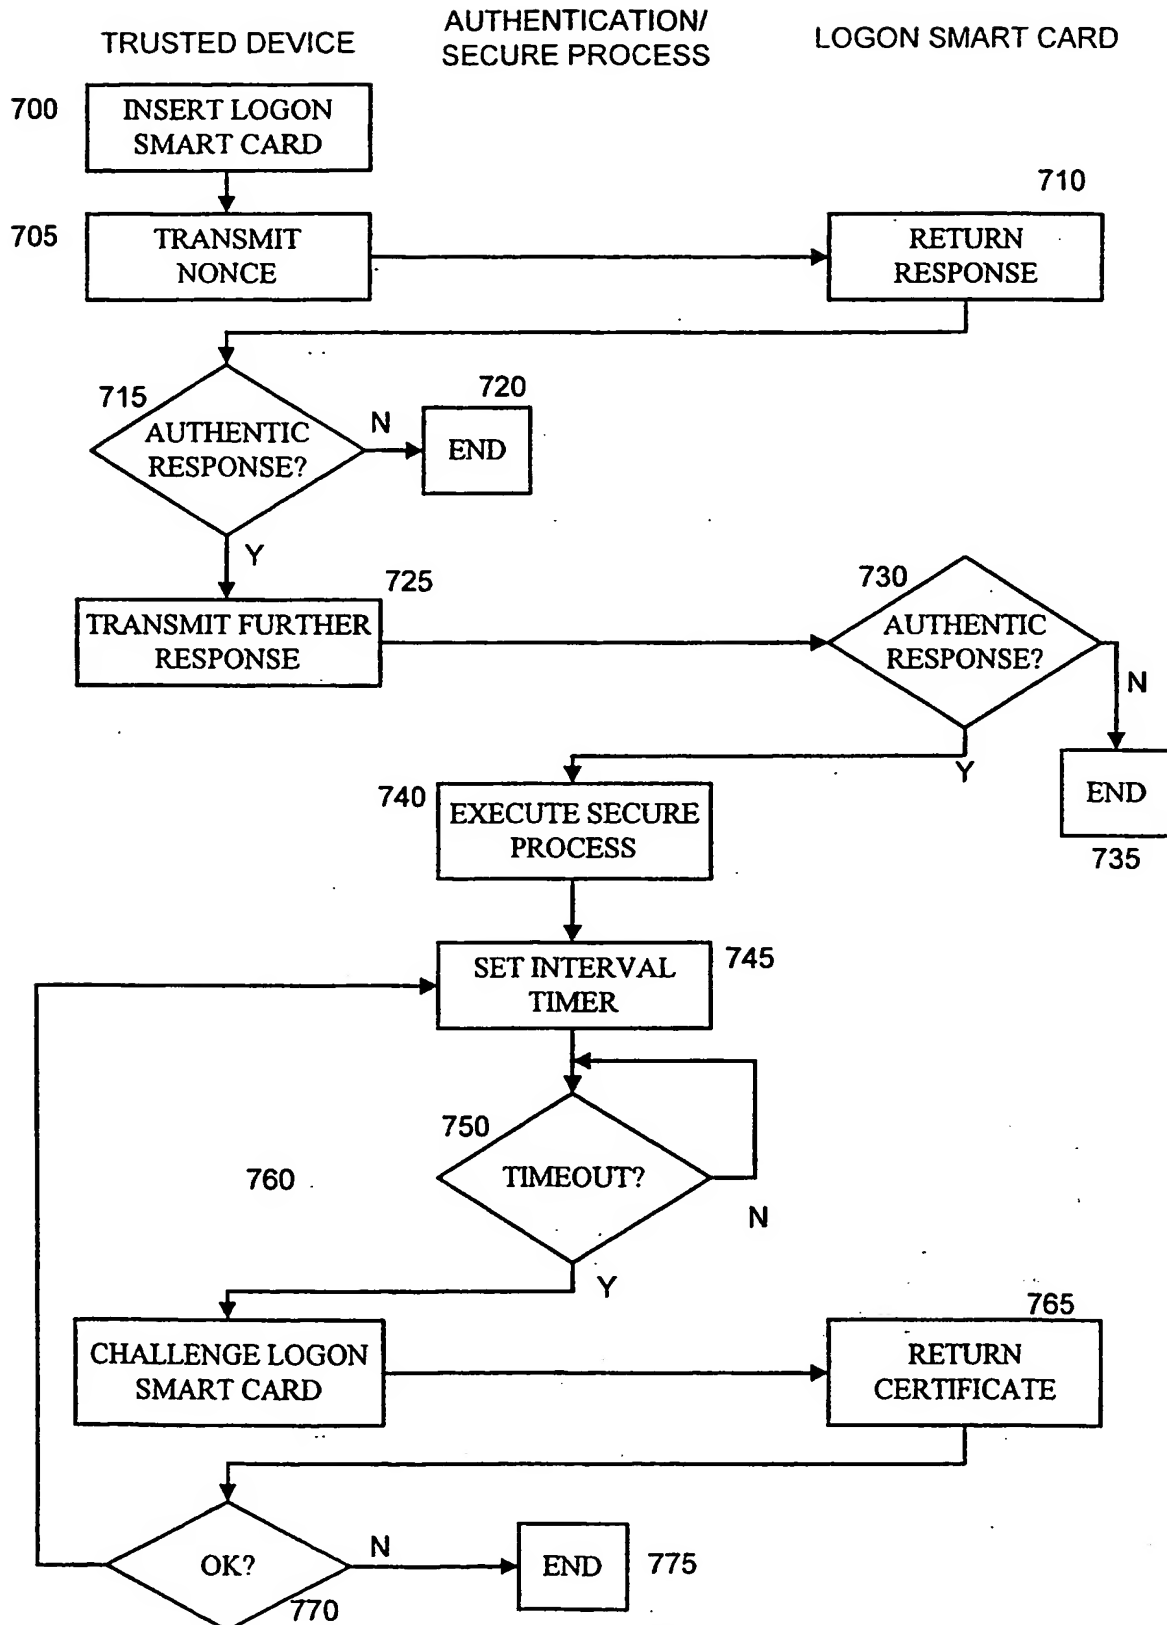 TRUSTED DEVICE
AUTHENTICATION/
SECURE PROCESS
LOGON SMART CARD
700
INSERT LOGON
SMART CARD
705
TRANSMIT
NONCE
710
RETURN
RESPONSE
715
AUTHENTIC
RESPONSE?
N
720
END
Y
725
TRANSMIT FURTHER
RESPONSE
730
AUTHENTIC
RESPONSE?
N
Y
END
735
740
EXECUTE SECURE
PROCESS
SET INTERVAL
TIMER
745
750
TIMEOUT?
N
760
Y
CHALLENGE LOGON
SMART CARD
765
RETURN
CERTIFICATE
OK?
N
770
END
775